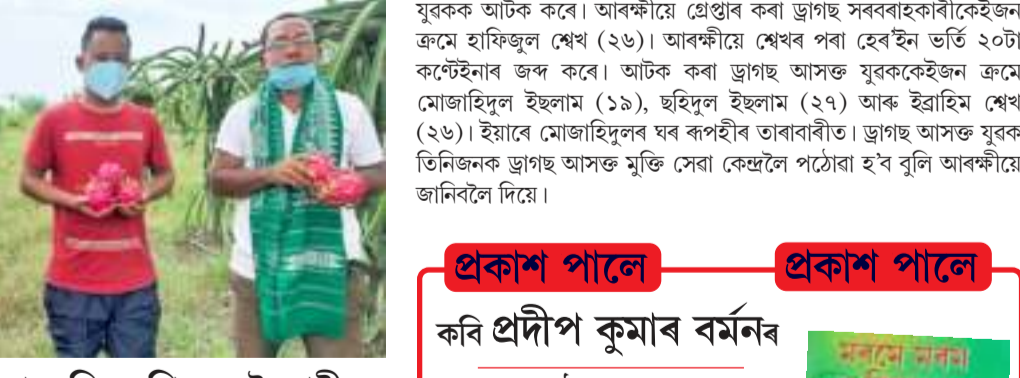 যুৱকক আটক কৰে। আৰক্ষীয়ে গ্ৰেপ্তাৰ কৰা ড্ৰাগছ সৰবৰাহকাৰীকেইজন
ক্ৰমে হাফিজুল শ্বেখ (২৬)। আৰক্ষীয়ে শ্বেখৰ পৰা হেৰ'ইন ভৰ্তি ২০টা
কণ্টেইনাৰ জব্দ কৰে। আটক কৰা ড্ৰাগছ আসক্ত যুৱককেইজন ক্ৰমে
মোজাহিদুল ইছলাম (১৯), ছহিদুল ইছলাম (২৭) আৰু ইব্ৰাহিম শ্বেখ
(২৬)। ইয়াৰে মোজাহিদুলৰ ঘৰ ৰূপহীৰ তাৰাবাৰীত। ড্ৰাগছ আসক্ত যুৱক
তিনিজনক ড্ৰাগছ আসক্ত মুক্তি সেৱা কেন্দ্ৰলৈ পঠোৱা হ'ব বুলি আৰক্ষীয়ে
জানিবলৈ দিয়ে।
প্ৰকাশ পালে প্ৰকাশ পালে
কবি প্ৰদীপ কুমাৰ বৰ্মনৰ
মৰমে মৰম